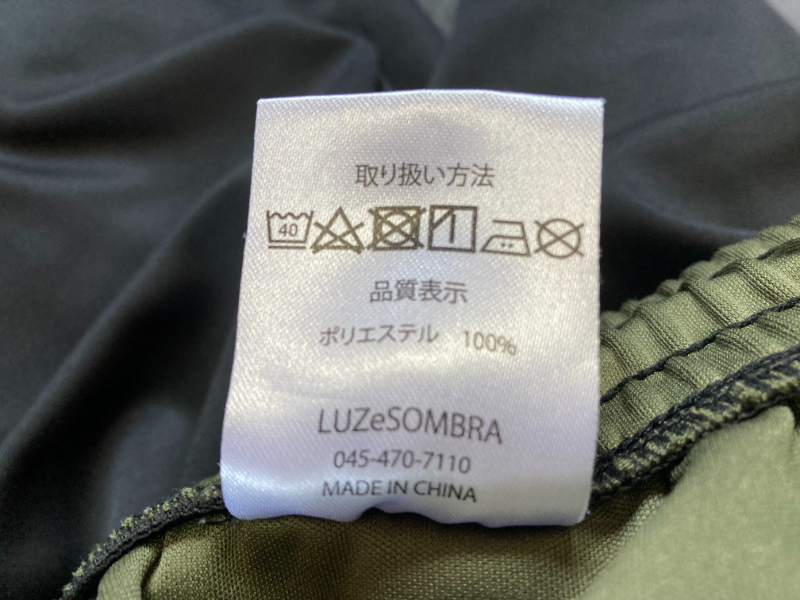 取り扱い方法
40
品質表示
ポリエステル 100%
LUZeSOMBRA
045-470-7110
MADE IN CHINA